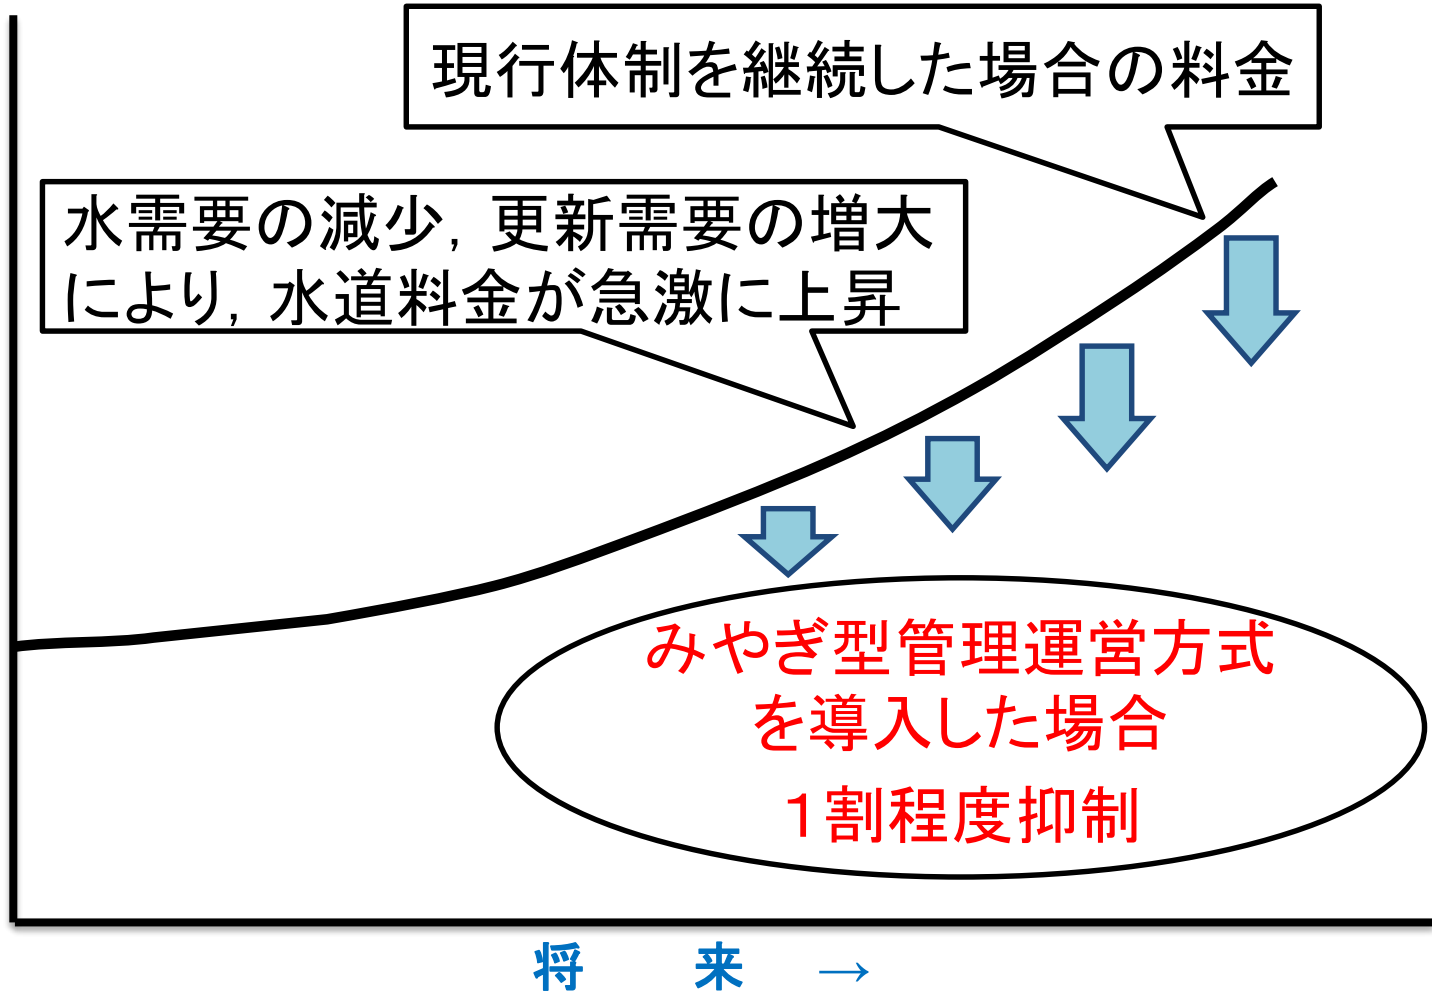 現行体制を継続した場合の料金
水需要の減少，更新需要の増大
により，水道料金が急激に上昇
みやぎ型管理運営方式
を導入した場合
１割程度抑制
将　来　→